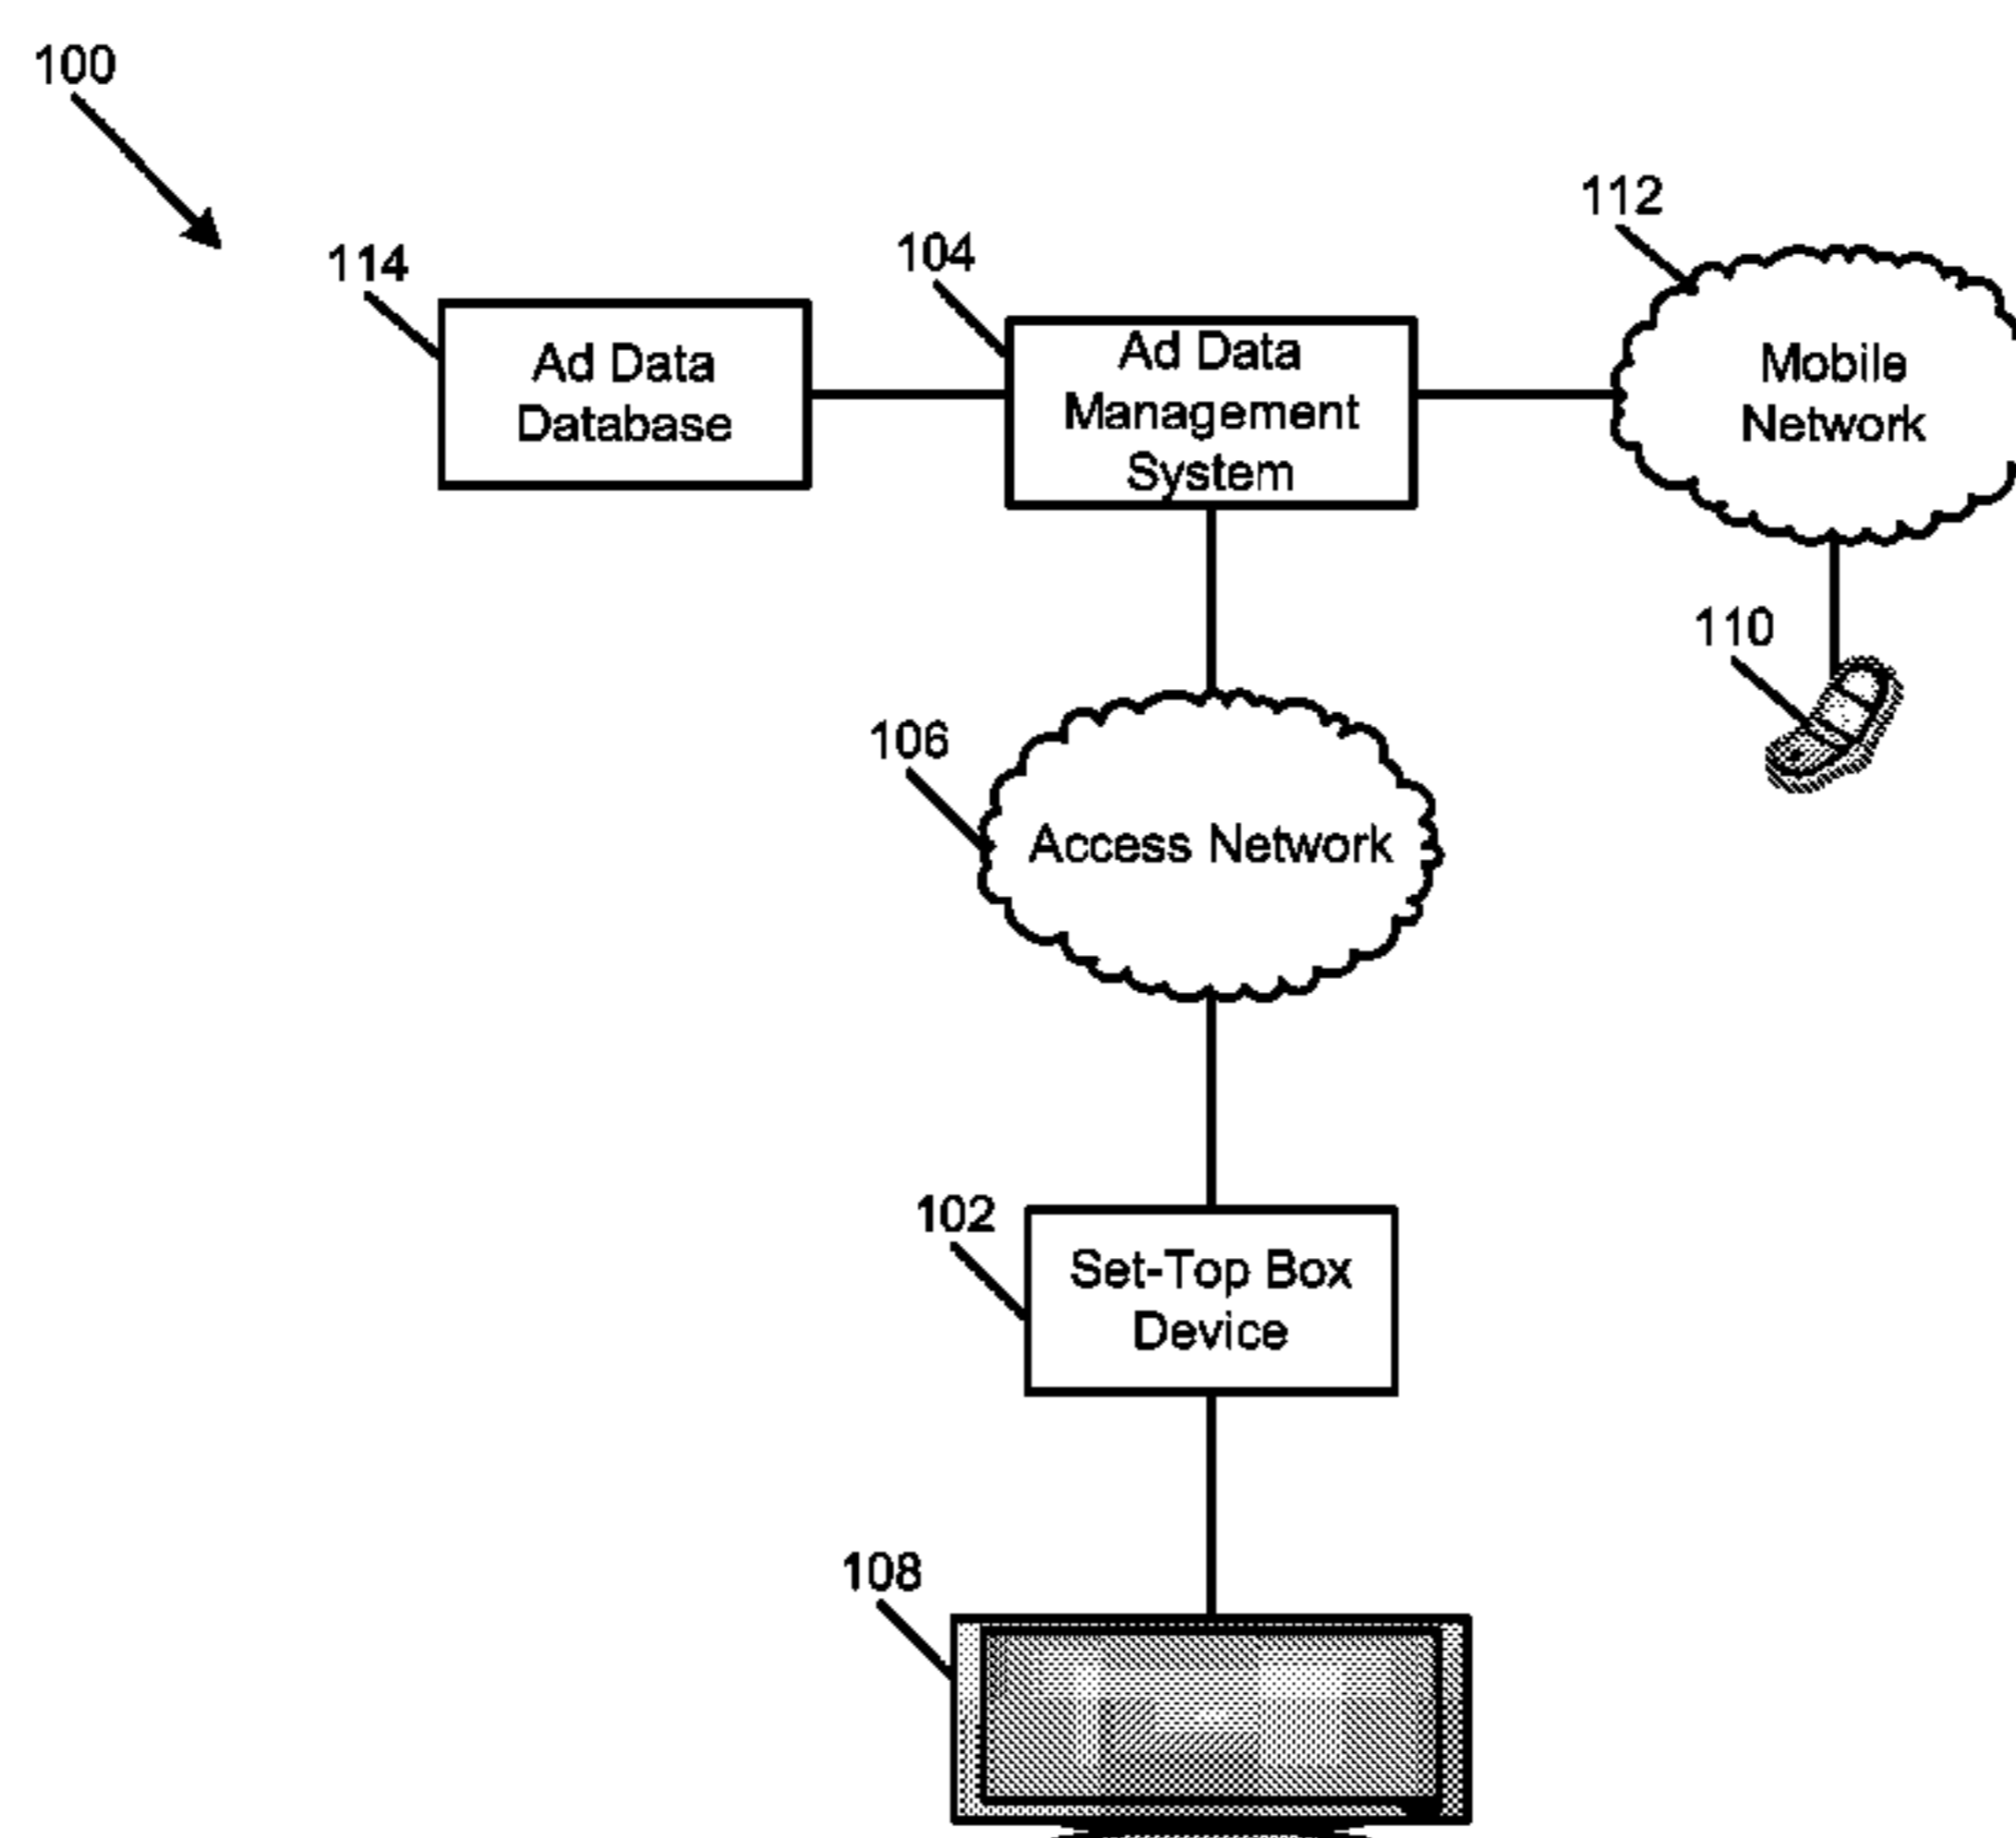 100
112
104
114
Ad Data
Database
Ad Data
Management
System
Mobile
Network
110
106
Access Network
102
Set-Top Box
Device
108